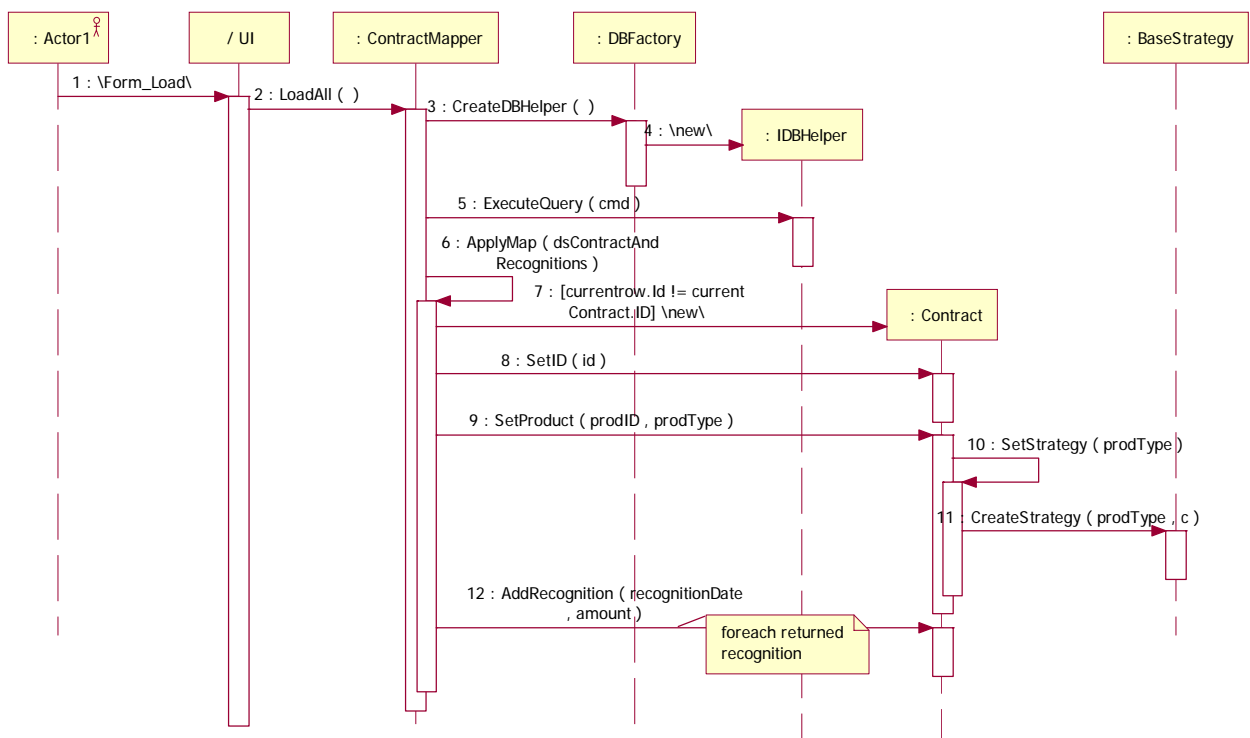 : Actor1
/ UI
: ContractMapper
: DBFactory
: BaseStrategy
1 : \Form_Load\
2 : LoadAll ( )
3 : CreateDBHelper ( )
4 : \new\
: IDBHelper
5 : ExecuteQuery ( cmd )
6 : ApplyMap ( dsContractAnd
Recognitions )
7 : [currentrow.Id != current
Contract.ID] \new\
: Contract
8 : SetID ( id )
9 : SetProduct ( prodID , prodType )
10 : SetStrategy ( prodType )
11 : CreateStrategy ( prodType , c )
12 : AddRecognition ( recognitionDate
, amount )
foreach returned
recognition